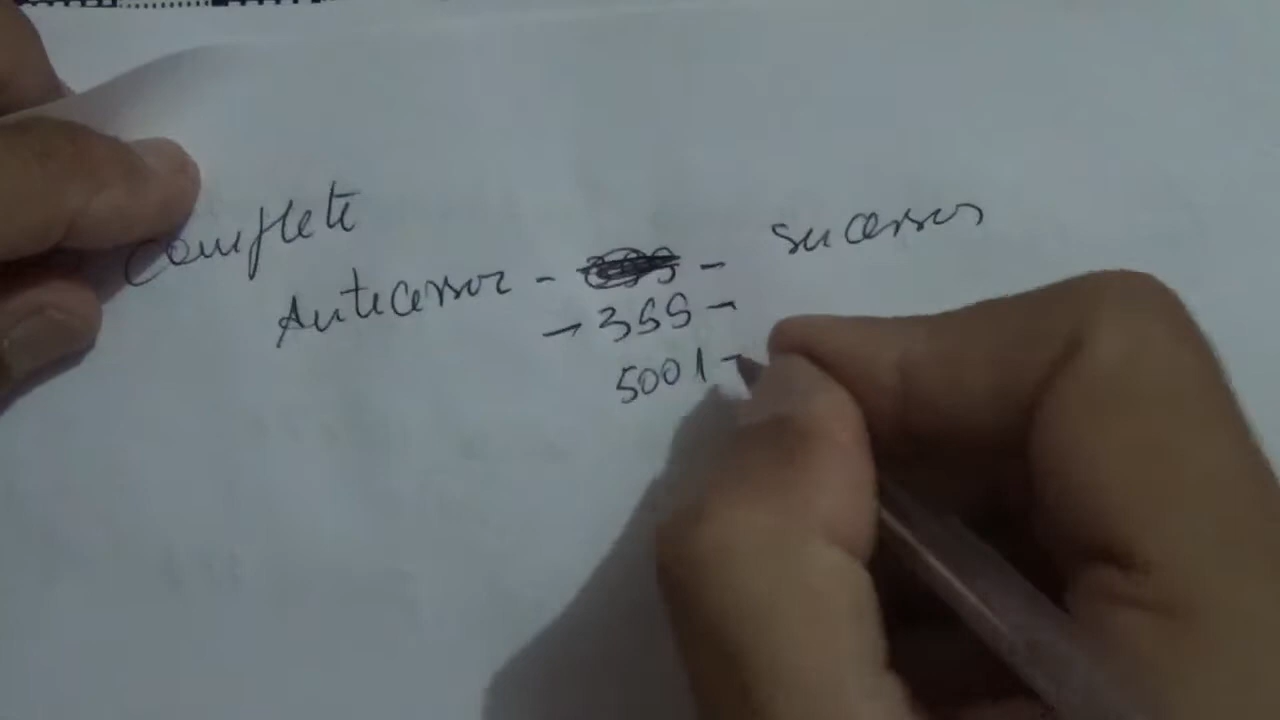 Complete
Antecessor - - sucessor
- 355 -
5001 -